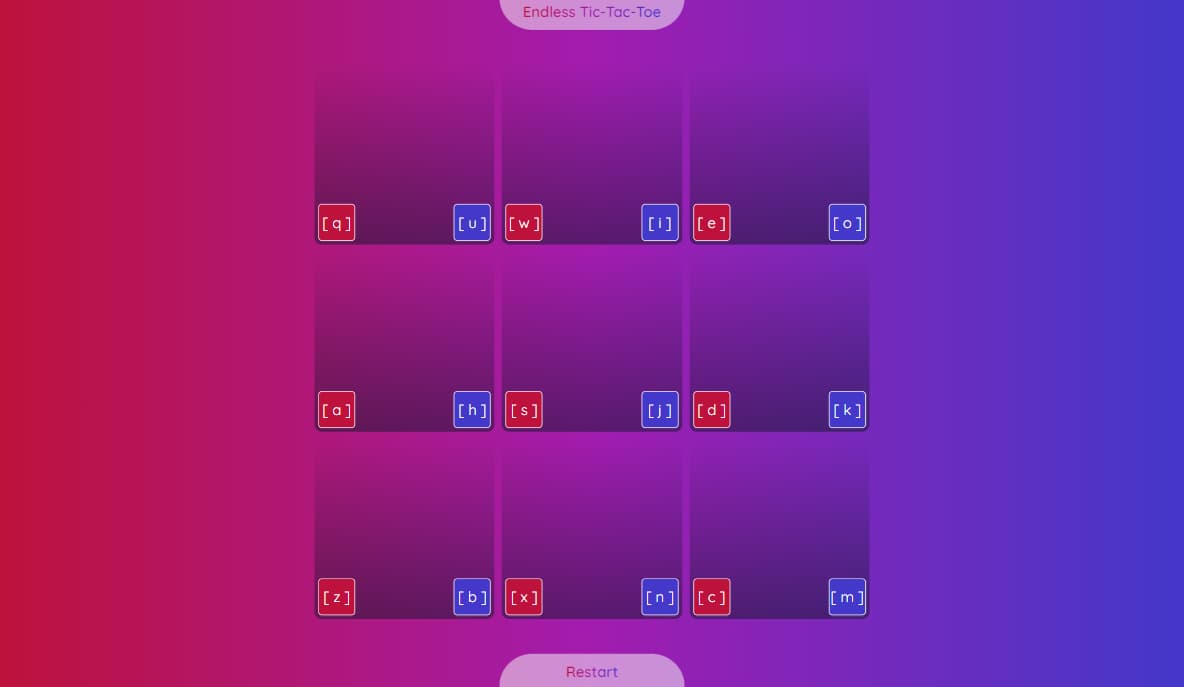 Endless Tic-Tac-Toe
[ q ] [ u ] [ w ] [ i ] [ e ] [ o ]
[ a ] [ h ] [ s ] [ j ] [ d ] [ k ]
[ z ] [ b ] [ x ] [ n ] [ c ] [ m ]
Restart